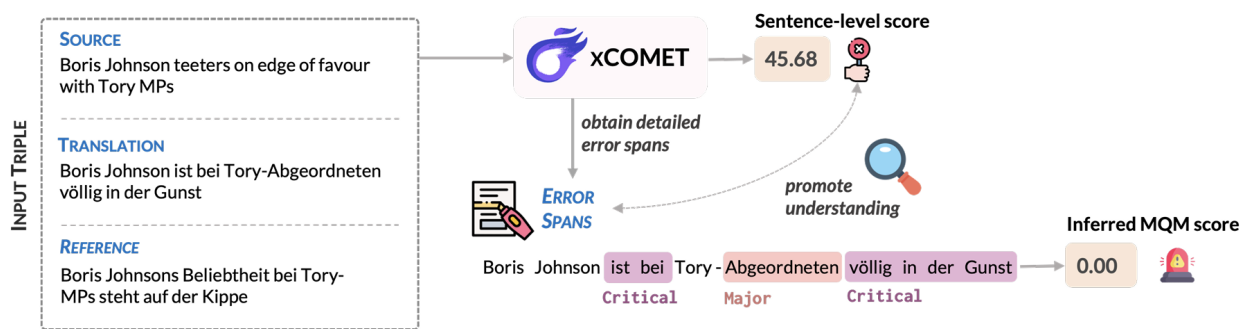 INPUT TRIPLE
SOURCE
Boris Johnson teeters on edge of favour
with Tory MPs
TRANSLATION
Boris Johnson ist bei Tory-Abgeordneten
völlig in der Gunst
REFERENCE
Boris Johnsons Beliebtheit bei Tory-
MPs steht auf der Kippe
xCOMET
Sentence-level score
45.68
obtain detailed
error spans
ERROR
SPANS
promote
understanding
Boris Johnson ist bei Tory-Abgeordneten völlig in der Gunst
Critical Major Critical
Inferred MQM score
0.00